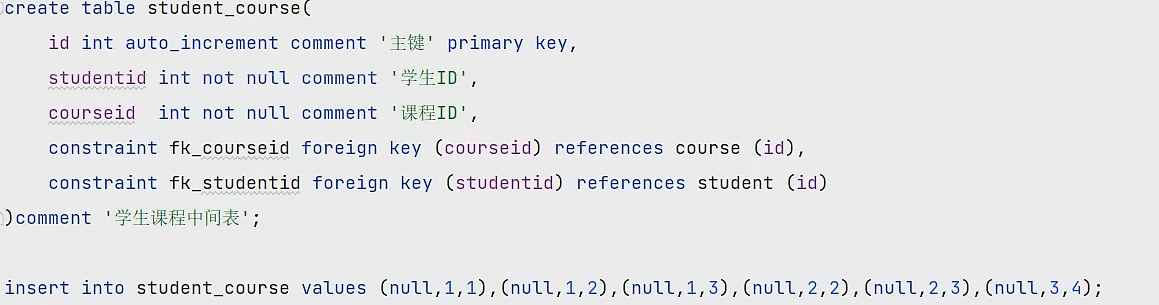 create table student_course(
    id int auto_increment comment '主键' primary key,
    studentid int not null comment '学生ID',
    courseid  int not null comment '课程ID',
    constraint fk_courseid foreign key (courseid) references course (id),
    constraint fk_studentid foreign key (studentid) references student (id)
)comment '学生课程中间表';
insert into student_course values (null,1,1),(null,1,2),(null,1,3),(null,2,2),(null,2,3),(null,3,4);